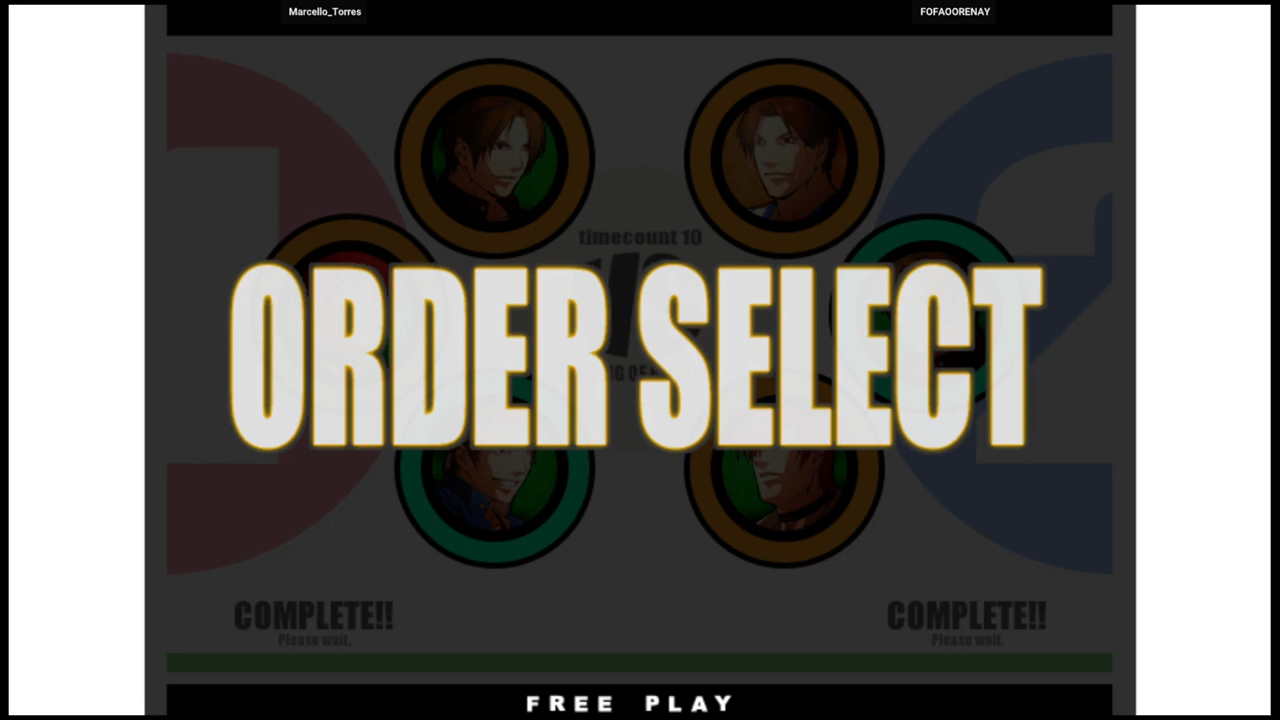 Marcello_Torres
FOFAOORENAY
timecount 10
ORDER SELECT
COMPLETE!!
Please wait.
COMPLETE!!
Please wait.
FREE PLAY